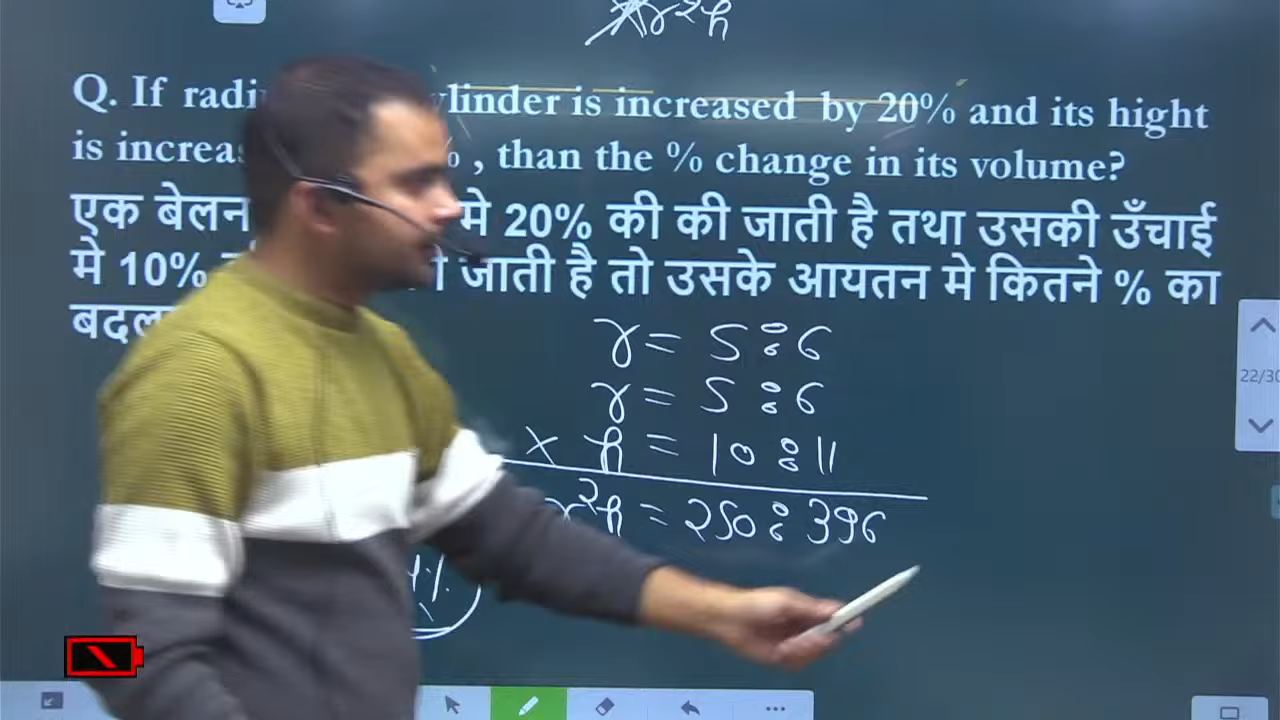 r²h
Q. If radi ylinder is increased by 20% and its hight
is increas % , than the % change in its volume?
एक बेलन मे 20% की की जाती है तथा उसकी उँचाई
मे 10% जाती है तो उसके आयतन मे कितने % का
बदल
r = 5 : 6
r = 5 : 6
x h = 10 : 11
r²h = 250 : 396
22/30